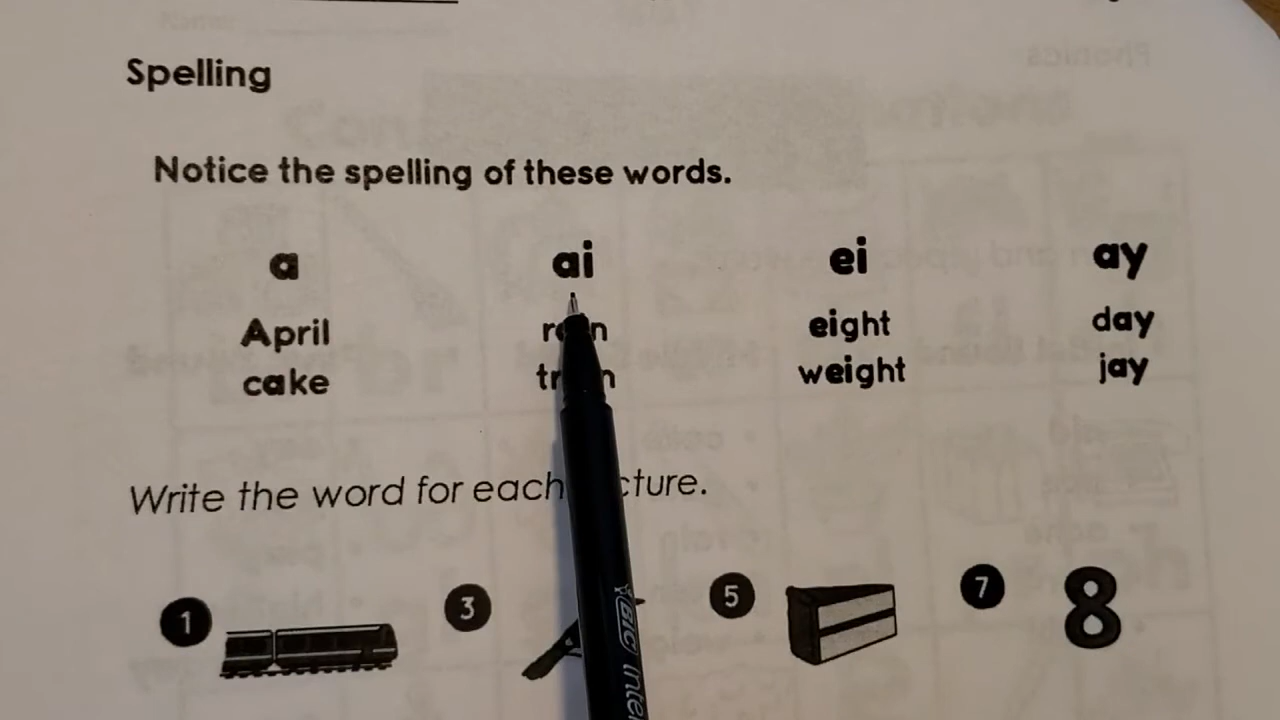 Spelling
Notice the spelling of these words.
a ai ei ay
April eight day
cake weight jay
Write the word for each
1 3 5 7 8
BIC